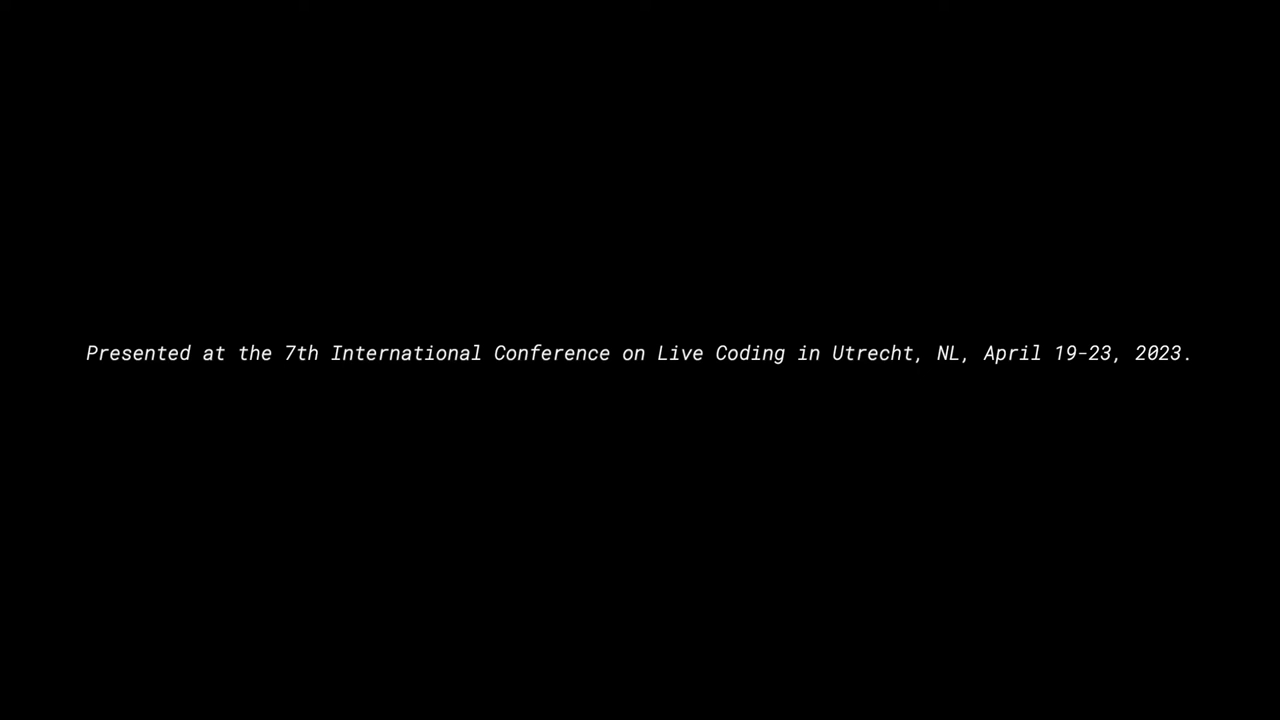 Presented at the 7th International Conference on Live Coding in Utrecht, NL, April 19-23, 2023.